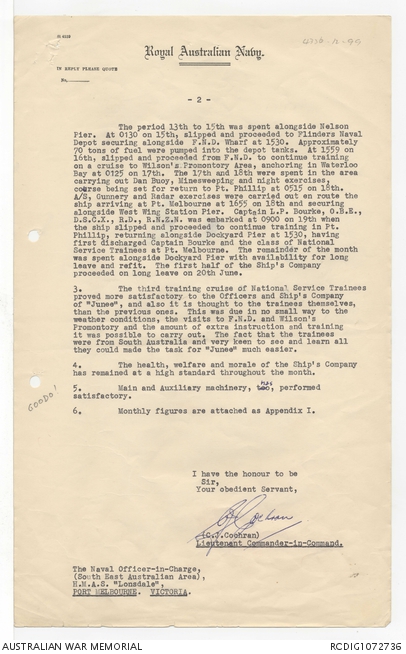 Royal Australian Navy.
IN REPLY PLEASE QUOTE
No.
- 2 -
The period 13th to 15th was spent alongside Nelson
Pier. At 0130 on 15th, slipped and proceeded to Flinders Naval
Depot securing alongside F.N.D. Wharf at 1530. Approximately
70 tons of fuel were pumped into the depot tanks. At 1559 on
16th, slipped and proceeded from F.N.D. to continue training
on a cruise to Wilson's Promontory Area, anchoring in Waterloo
Bay at 0125 on 17th. The 17th and 18th were spent in the area
carrying out Dan Buoy, Minesweeping and night exercises,
course being set for return to Pt. Phillip at 0515 on 18th.
A/S, Gunnery and Radar exercises were carried out en route the
ship arriving at Pt. Melbourne at 1655 on 18th and securing
alongside West Wing Station Pier. Captain L.P. Bourke, O.B.E.,
D.S.C.X., R.D., R.N.Z.N. was embarked at 0900 on 19th when
the ship slipped and proceeded to continue training in Pt.
Phillip, returning alongside Dockyard Pier at 1530, having
first discharged Captain Bourke and the class of National
Service Trainees at Pt. Melbourne. The remainder of the month
was spent alongside Dockyard Pier with availability for long
leave and refit. The first half of the Ship's Company
proceeded on long leave on 20th June.
3. The third training cruise of National Service Trainees
proved more satisfactory to the Officers and Ship's Company
of "Junee", and also it is thought to the trainees themselves,
than the previous ones. This was due in no small way to the
weather conditions, the visits to F.N.D. and Wilson's
Promontory and the amount of extra instruction and training
it was possible to carry out. The fact that the trainees
were from South Australia and very keen to see and learn all
they could made the task for "Junee" much easier.
4. The health, welfare and morale of the Ship's Company
has remained at a high standard throughout the month.
5. Main and Auxiliary machinery, has performed
satisfactory.
GOODO!
6. Monthly figures are attached as Appendix I.
I have the honour to be
Sir,
Your obedient Servant,
(C.J.Cochran)
Lieutenant Commander-in-Command.
The Naval Officer-in-Charge,
(South East Australian Area),
H.M.A.S. "Lonsdale",
PORT MELBOURNE. VICTORIA.
AUSTRALIAN WAR MEMORIAL
RCDIG1072736